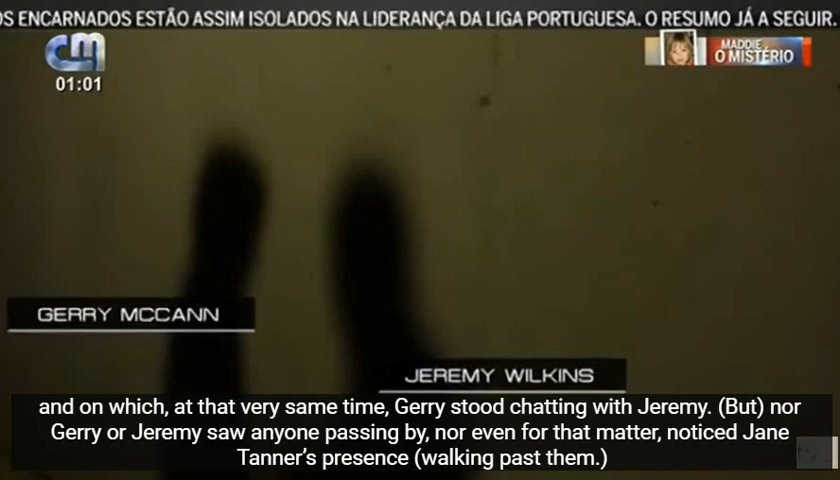 OS ENCARNADOS ESTÃO ASSIM ISOLADOS NA LIDERANÇA DA LIGA PORTUGUESA. O RESUMO JÁ A SEGUIR.
CM
01:01
MADDIE,
O MISTÉRIO
GERRY MCCANN
JEREMY WILKINS
and on which, at that very same time, Gerry stood chatting with Jeremy. (But) nor
Gerry or Jeremy saw anyone passing by, nor even for that matter, noticed Jane
Tanner's presence (walking past them.)